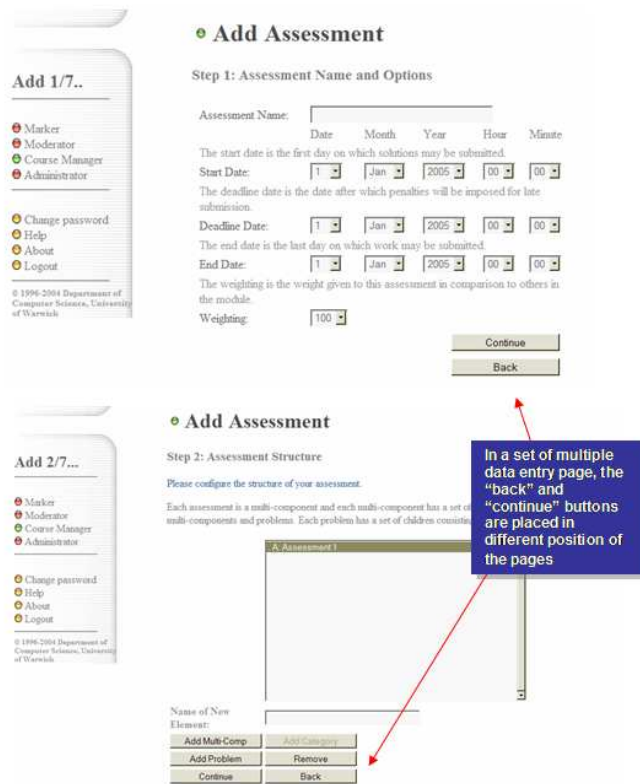 Add Assessment
Add 1/7..
Step 1: Assessment Name and Options
Marker
Moderator
Course Manager
Administrator
Change password
Help
About
Logout
© 1996-2004 Department of
Computer Science, University
of Warwick
Assessment Name:
Date Month Year Hour Minute
The start date is the first day on which solutions may be submitted.
Start Date: 1 Jan 2005 00 00
The deadline date is the date after which penalties will be imposed for late
submission.
Deadline Date: 1 Jan 2005 00 00
The end date is the last day on which work may be submitted.
End Date: 1 Jan 2005 00 00
The weighting is the weight given to this assessment in comparison to others in
the module.
Weighting: 100
Continue
Back
Add Assessment
Add 2/7...
Step 2: Assessment Structure
Marker
Moderator
Course Manager
Administrator
Change password
Help
About
Logout
© 1996-2004 Department of
Computer Science, University
of Warwick
Please configure the structure of your assessment.
Each assessment is a multi-component and each multi-component has a set of
multi-components and problems. Each problem has a set of children consisting
A: Assessment 1
Name of New
Element:
Add Multi-Comp Add Category
Add Problem Remove
Continue Back
In a set of multiple
data entry page, the
“back” and
“continue” buttons
are placed in
different position of
the pages